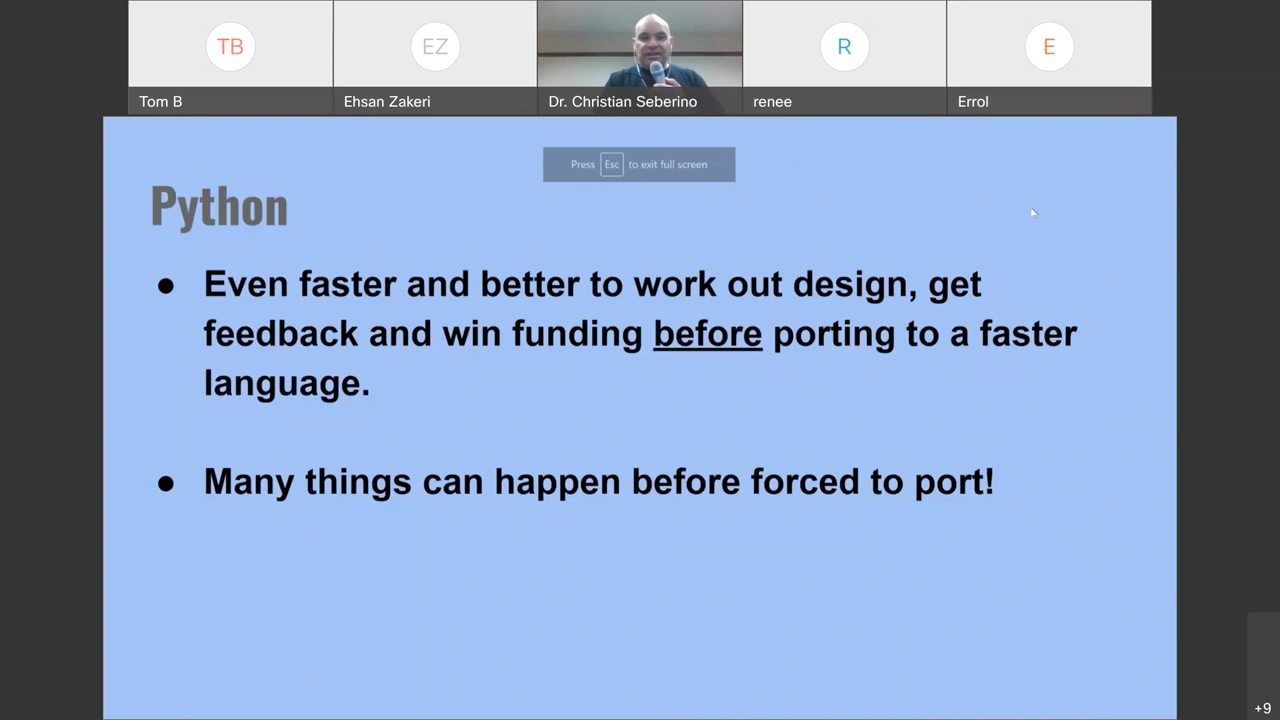 TB
EZ
R
E
Tom B
Ehsan Zakeri
Dr. Christian Seberino
renee
Errol
Press Esc to exit full screen
Python
● Even faster and better to work out design, get
feedback and win funding before porting to a faster
language.
● Many things can happen before forced to port!
+9